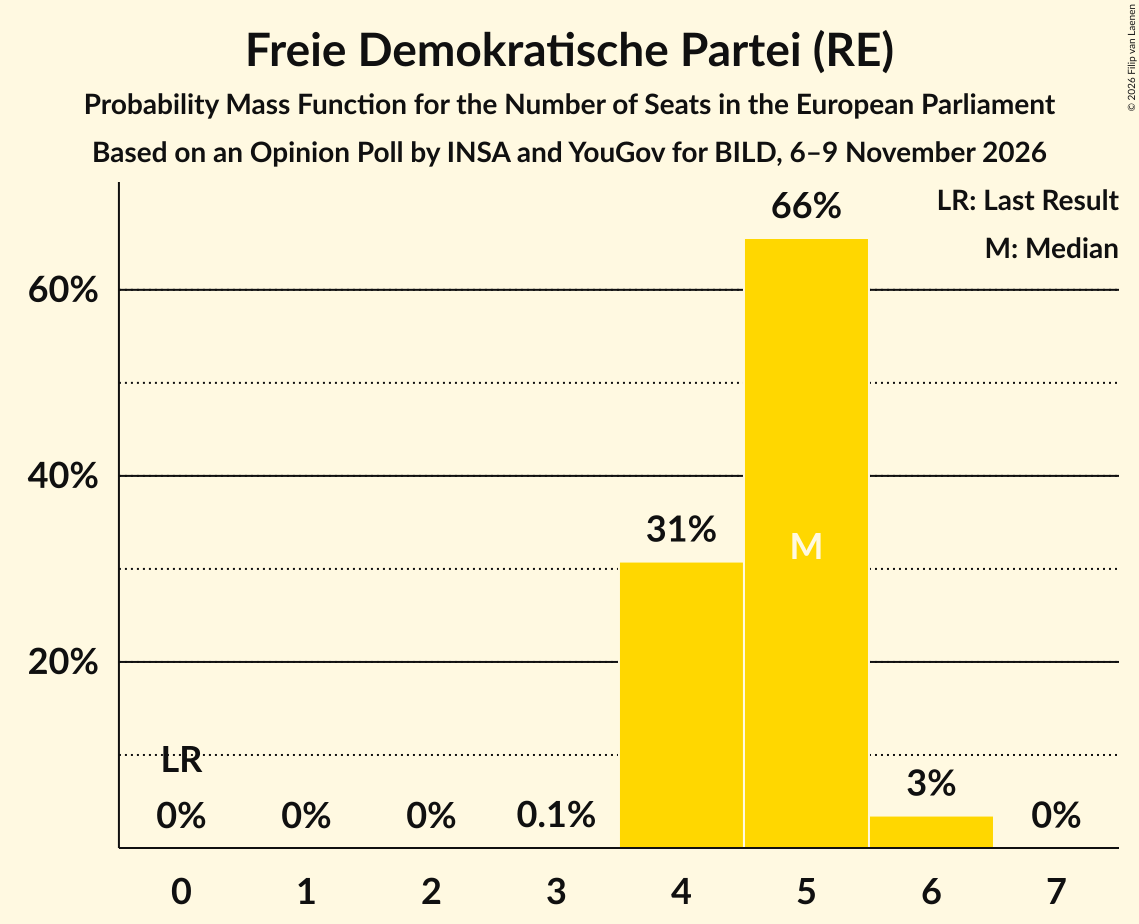 Freie Demokratische Partei (RE)
Probability Mass Function for the Number of Seats in the European Parliament
Based on an Opinion Poll by INSA and YouGov for BILD, 6–9 November 2026
© 2026 Filip van Laenen
LR: Last Result
M: Median
66%
60%
40%
31%
M
20%
LR
0%
0%
0%
0.1%
3%
0%
0
1
2
3
4
5
6
7